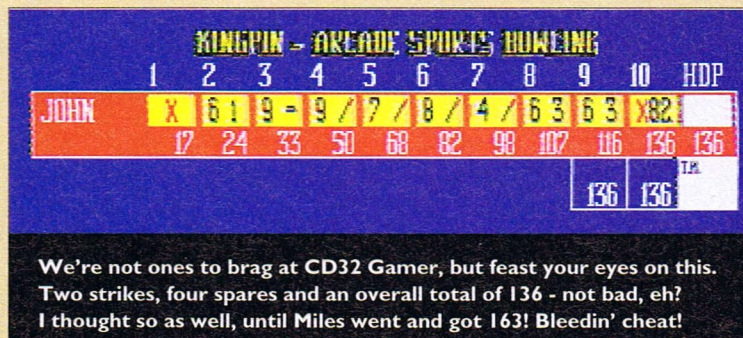 KINGPIN - ARCADE SPORTS BOWLING
1 2 3 4 5 6 7 8 9 10 HDP
JOHN X 6 1 9 - 9 / 7 / 8 / 4 / 6 3 6 3 X82
17 24 33 50 68 82 98 107 116 136 136
T.P.
136 136
We're not ones to brag at CD32 Gamer, but feast your eyes on this.
Two strikes, four spares and an overall total of 136 - not bad, eh?
I thought so as well, until Miles went and got 163! Bleedin' cheat!